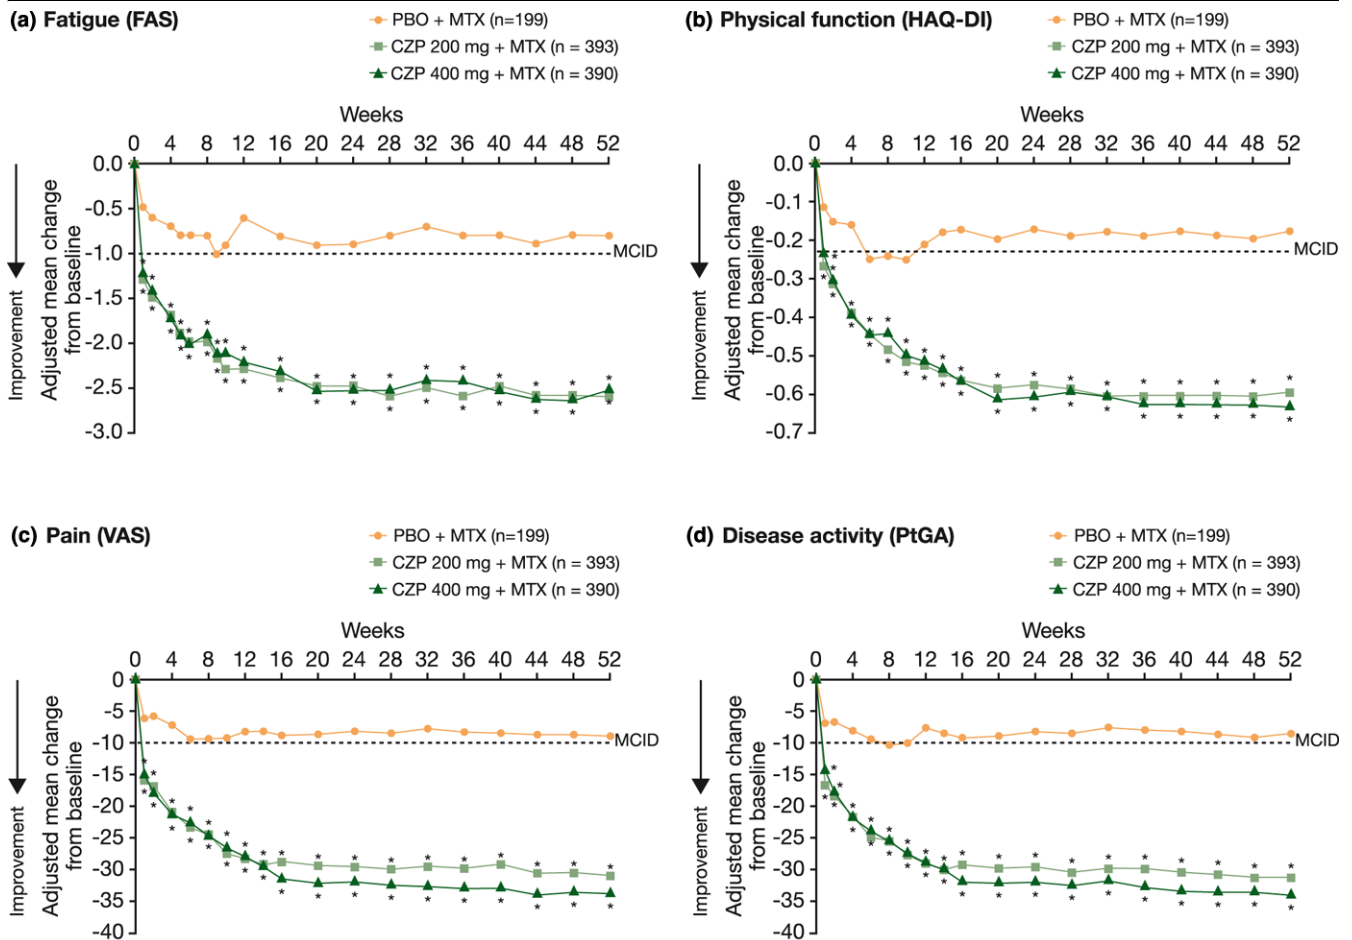 (a) Fatigue (FAS)
PBO + MTX (n=199)
CZP 200 mg + MTX (n = 393)
CZP 400 mg + MTX (n = 390)
Weeks
0 4 8 12 16 20 24 28 32 36 40 44 48 52
0.0
-0.5
-1.0
-1.5
-2.0
-2.5
-3.0
MCID
Improvement
Adjusted mean change
from baseline
(b) Physical function (HAQ-DI)
PBO + MTX (n=199)
CZP 200 mg + MTX (n = 393)
CZP 400 mg + MTX (n = 390)
Weeks
0 4 8 12 16 20 24 28 32 36 40 44 48 52
0.0
-0.1
-0.2
-0.3
-0.4
-0.5
-0.6
-0.7
MCID
Improvement
Adjusted mean change
from baseline
(c) Pain (VAS)
PBO + MTX (n=199)
CZP 200 mg + MTX (n = 393)
CZP 400 mg + MTX (n = 390)
Weeks
0 4 8 12 16 20 24 28 32 36 40 44 48 52
0
-5
-10
-15
-20
-25
-30
-35
-40
MCID
Improvement
Adjusted mean change
from baseline
(d) Disease activity (PtGA)
PBO + MTX (n=199)
CZP 200 mg + MTX (n = 393)
CZP 400 mg + MTX (n = 390)
Weeks
0 4 8 12 16 20 24 28 32 36 40 44 48 52
0
-5
-10
-15
-20
-25
-30
-35
-40
MCID
Improvement
Adjusted mean change
from baseline